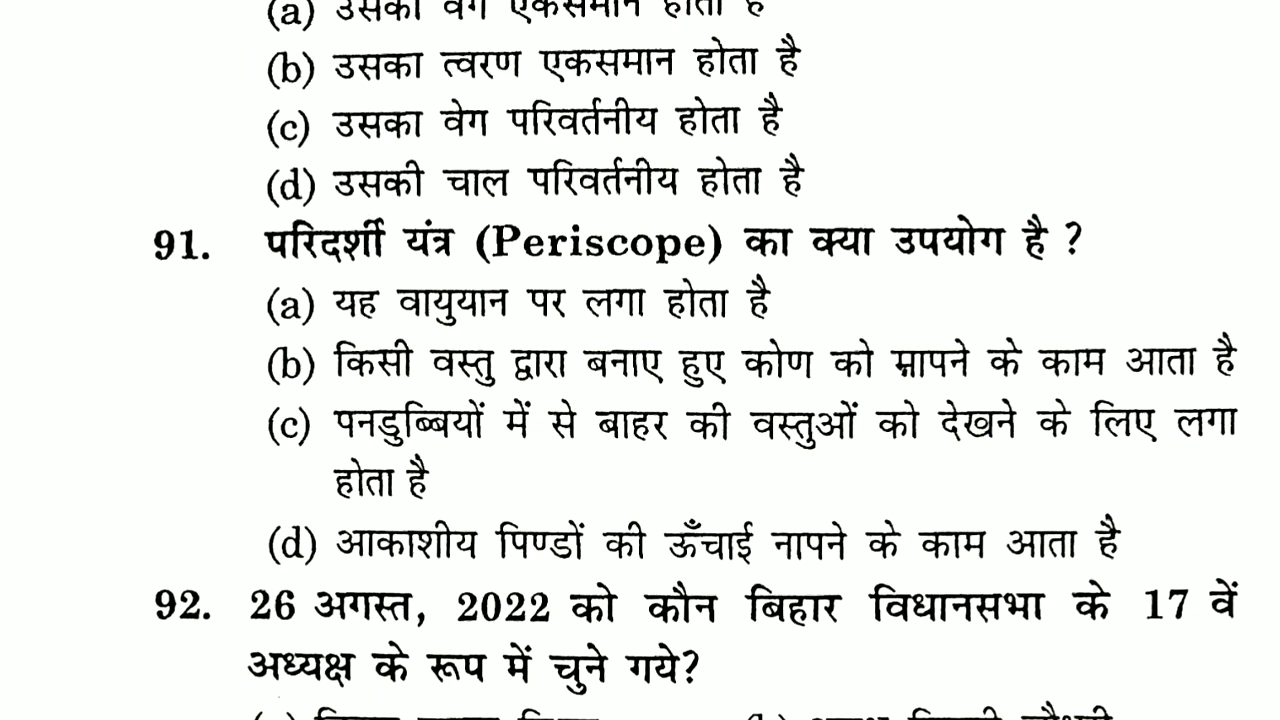 (a) उसका वेग एकसमान होता है
(b) उसका त्वरण एकसमान होता है
(c) उसका वेग परिवर्तनीय होता है
(d) उसकी चाल परिवर्तनीय होता है
91. परिदर्शी यंत्र (Periscope) का क्या उपयोग है ?
(a) यह वायुयान पर लगा होता है
(b) किसी वस्तु द्वारा बनाए हुए कोण को मापने के काम आता है
(c) पनडुब्बियों में से बाहर की वस्तुओं को देखने के लिए लगा
होता है
(d) आकाशीय पिण्डों की ऊँचाई नापने के काम आता है
92. 26 अगस्त, 2022 को कौन बिहार विधानसभा के 17 वें
अध्यक्ष के रूप में चुने गये?